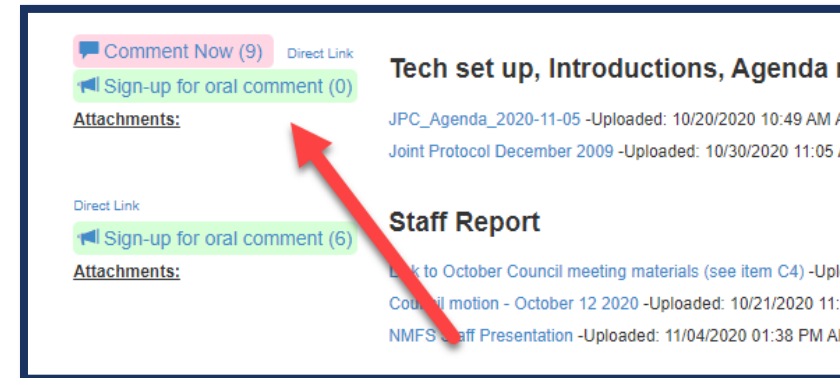 Comment Now (9) Direct Link
Sign-up for oral comment (0)
Attachments:
Tech set up, Introductions, Agenda
JPC_Agenda_2020-11-05 -Uploaded: 10/20/2020 10:49 AM
Joint Protocol December 2009 -Uploaded: 10/30/2020 11:05
Direct Link
Sign-up for oral comment (6)
Attachments:
Staff Report
to October Council meeting materials (see item C4) -Upl
motion - October 12 2020 -Uploaded: 10/21/2020 11:
NMFS Presentation -Uploaded: 11/04/2020 01:38 PM